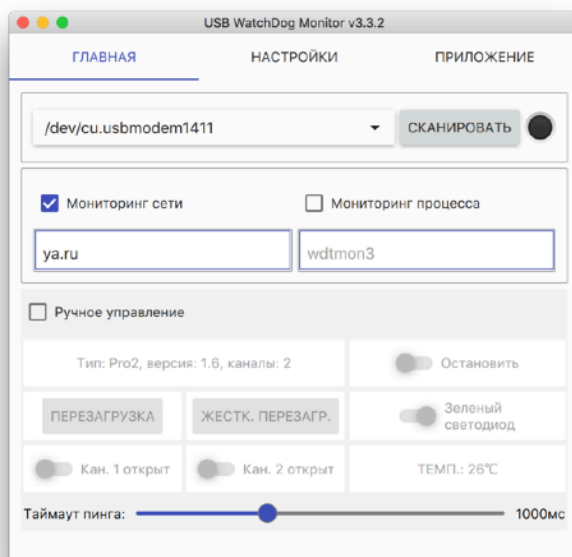 USB WatchDog Monitor v3.3.2
ГЛАВНАЯ НАСТРОЙКИ ПРИЛОЖЕНИЕ
/dev/cu.usbmodem1411 СКАНИРОВАТЬ
Мониторинг сети Мониторинг процесса
ya.ru wdtmon3
Ручное управление
Тип: Pro2, версия: 1.6, каналы: 2 Остановить
ПЕРЕЗАГРУЗКА ЖЕСТК. ПЕРЕЗАГР. Зеленый
светодиод
Кан. 1 открыт Кан. 2 открыт ТЕМП.: 26℃
Таймаут пинга: 1000мс